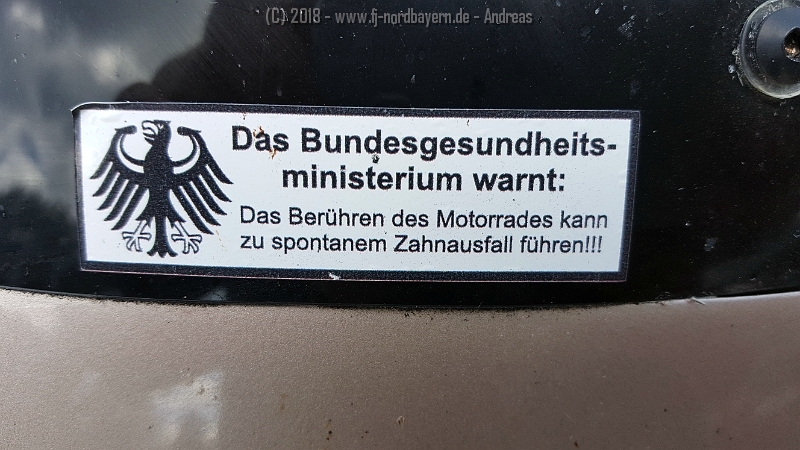 (C) 2018 - www.fj-nordbayern.de - Andreas
Das Bundesgesundheits-
ministerium warnt:
Das Berühren des Motorrades kann
zu spontanem Zahnausfall führen!!!